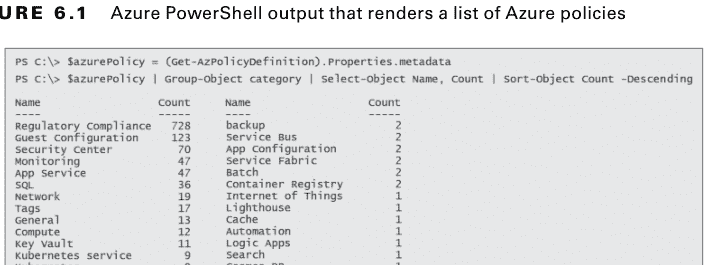 URE 6.1 Azure PowerShell output that renders a list of Azure policies
PS C:\> $azurePolicy = (Get-AzPolicyDefinition).Properties.metadata
PS C:\> $azurePolicy | Group-Object category | Select-Object Name, Count | Sort-Object Count -Descending
Name Count Name Count
---- ----- ---- -----
Regulatory Compliance 728 backup 2
Guest Configuration 123 Service Bus 2
Security Center 70 App Configuration 2
Monitoring 47 Service Fabric 2
App Service 47 Batch 2
SQL 36 Container Registry 2
Network 19 Internet of Things 1
Tags 17 Lighthouse 1
General 13 Cache 1
Compute 12 Automation 1
Key Vault 11 Logic Apps 1
Kubernetes service 9 Search 1